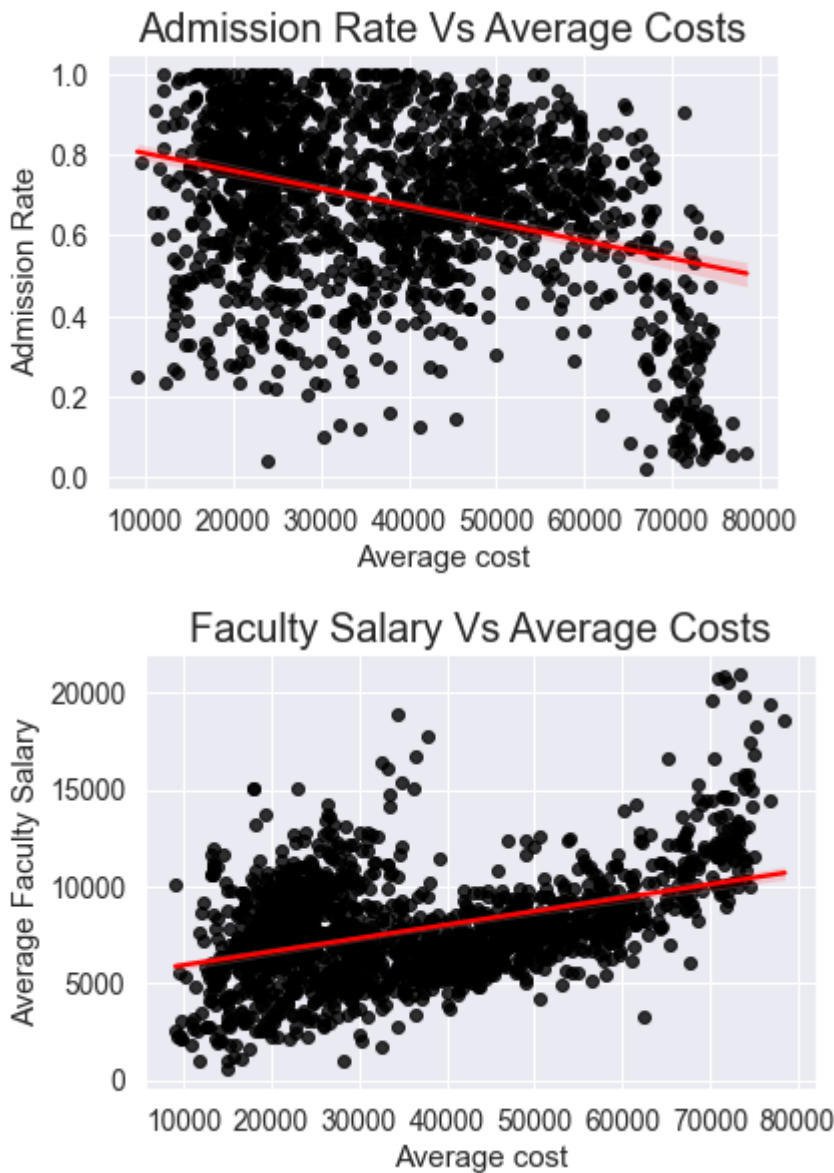 Admission Rate Vs Average Costs
1.0
0.8
0.6
0.4
0.2
0.0
Admission Rate
10000 20000 30000 40000 50000 60000 70000 80000
Average cost
Faculty Salary Vs Average Costs
20000
15000
10000
5000
0
Average Faculty Salary
10000 20000 30000 40000 50000 60000 70000 80000
Average cost